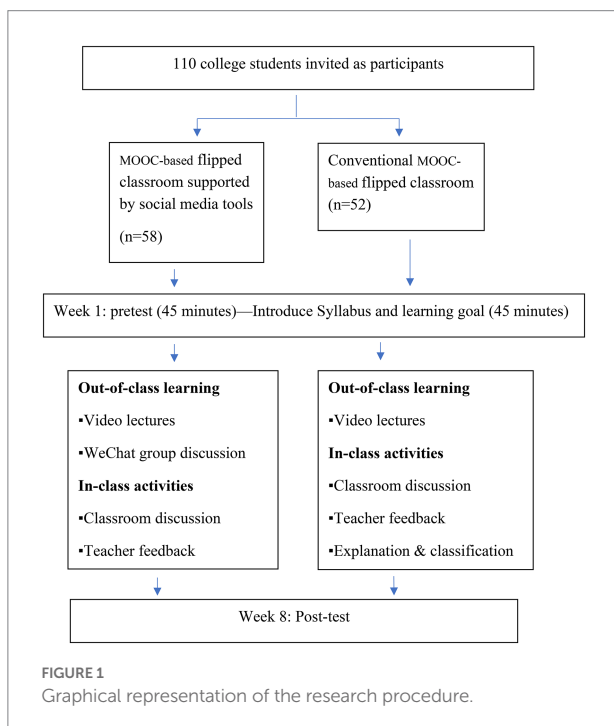 110 college students invited as participants
MOOC-based flipped
classroom supported
by social media tools
(n=58)
Conventional MOOC-
based flipped classroom
(n=52)
Week 1: pretest (45 minutes)—Introduce Syllabus and learning goal (45 minutes)
Out-of-class learning
▪Video lectures
▪WeChat group discussion
In-class activities
▪Classroom discussion
▪Teacher feedback
Out-of-class learning
▪Video lectures
In-class activities
▪Classroom discussion
▪Teacher feedback
▪Explanation & classification
Week 8: Post-test
FIGURE 1
Graphical representation of the research procedure.